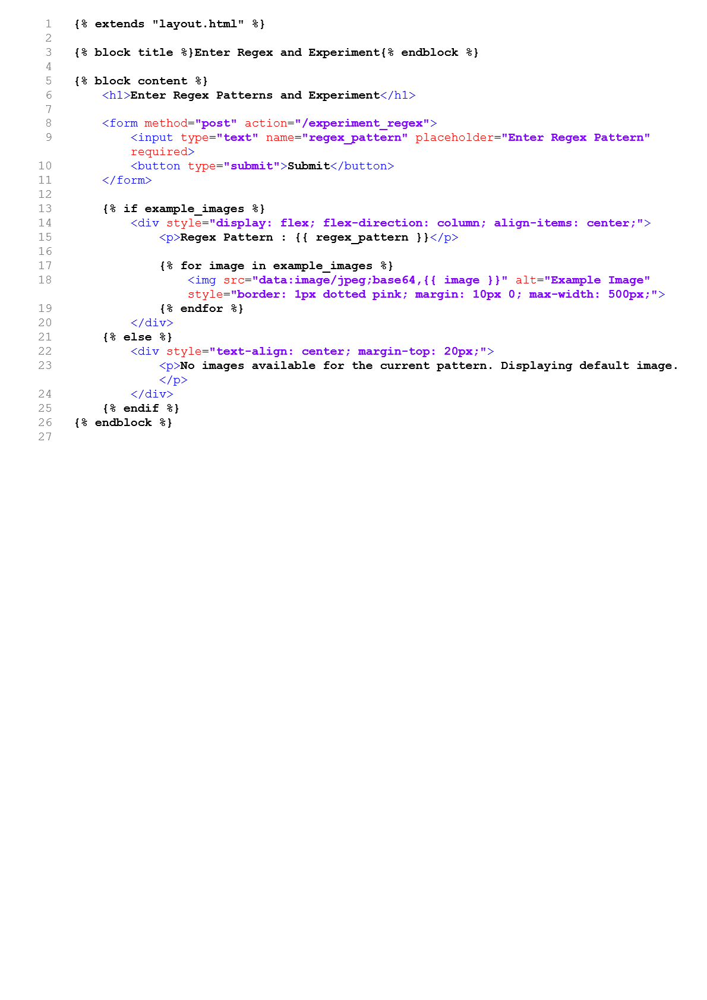 1 {% extends "layout.html" %}
2
3 {% block title %}Enter Regex and Experiment{% endblock %}
4
5 {% block content %}
6 <h1>Enter Regex Patterns and Experiment</h1>
7
8 <form method="post" action="/experiment_regex">
9 <input type="text" name="regex_pattern" placeholder="Enter Regex Pattern"
required>
10 <button type="submit">Submit</button>
11 </form>
12
13 {% if example_images %}
14 <div style="display: flex; flex-direction: column; align-items: center;">
15 <p>Regex Pattern : {{ regex_pattern }}</p>
16
17 {% for image in example_images %}
18 <img src="data:image/jpeg;base64,{{ image }}" alt="Example Image"
style="border: 1px dotted pink; margin: 10px 0; max-width: 500px;">
19 {% endfor %}
20 </div>
21 {% else %}
22 <div style="text-align: center; margin-top: 20px;">
23 <p>No images available for the current pattern. Displaying default image.
</p>
24 </div>
25 {% endif %}
26 {% endblock %}
27